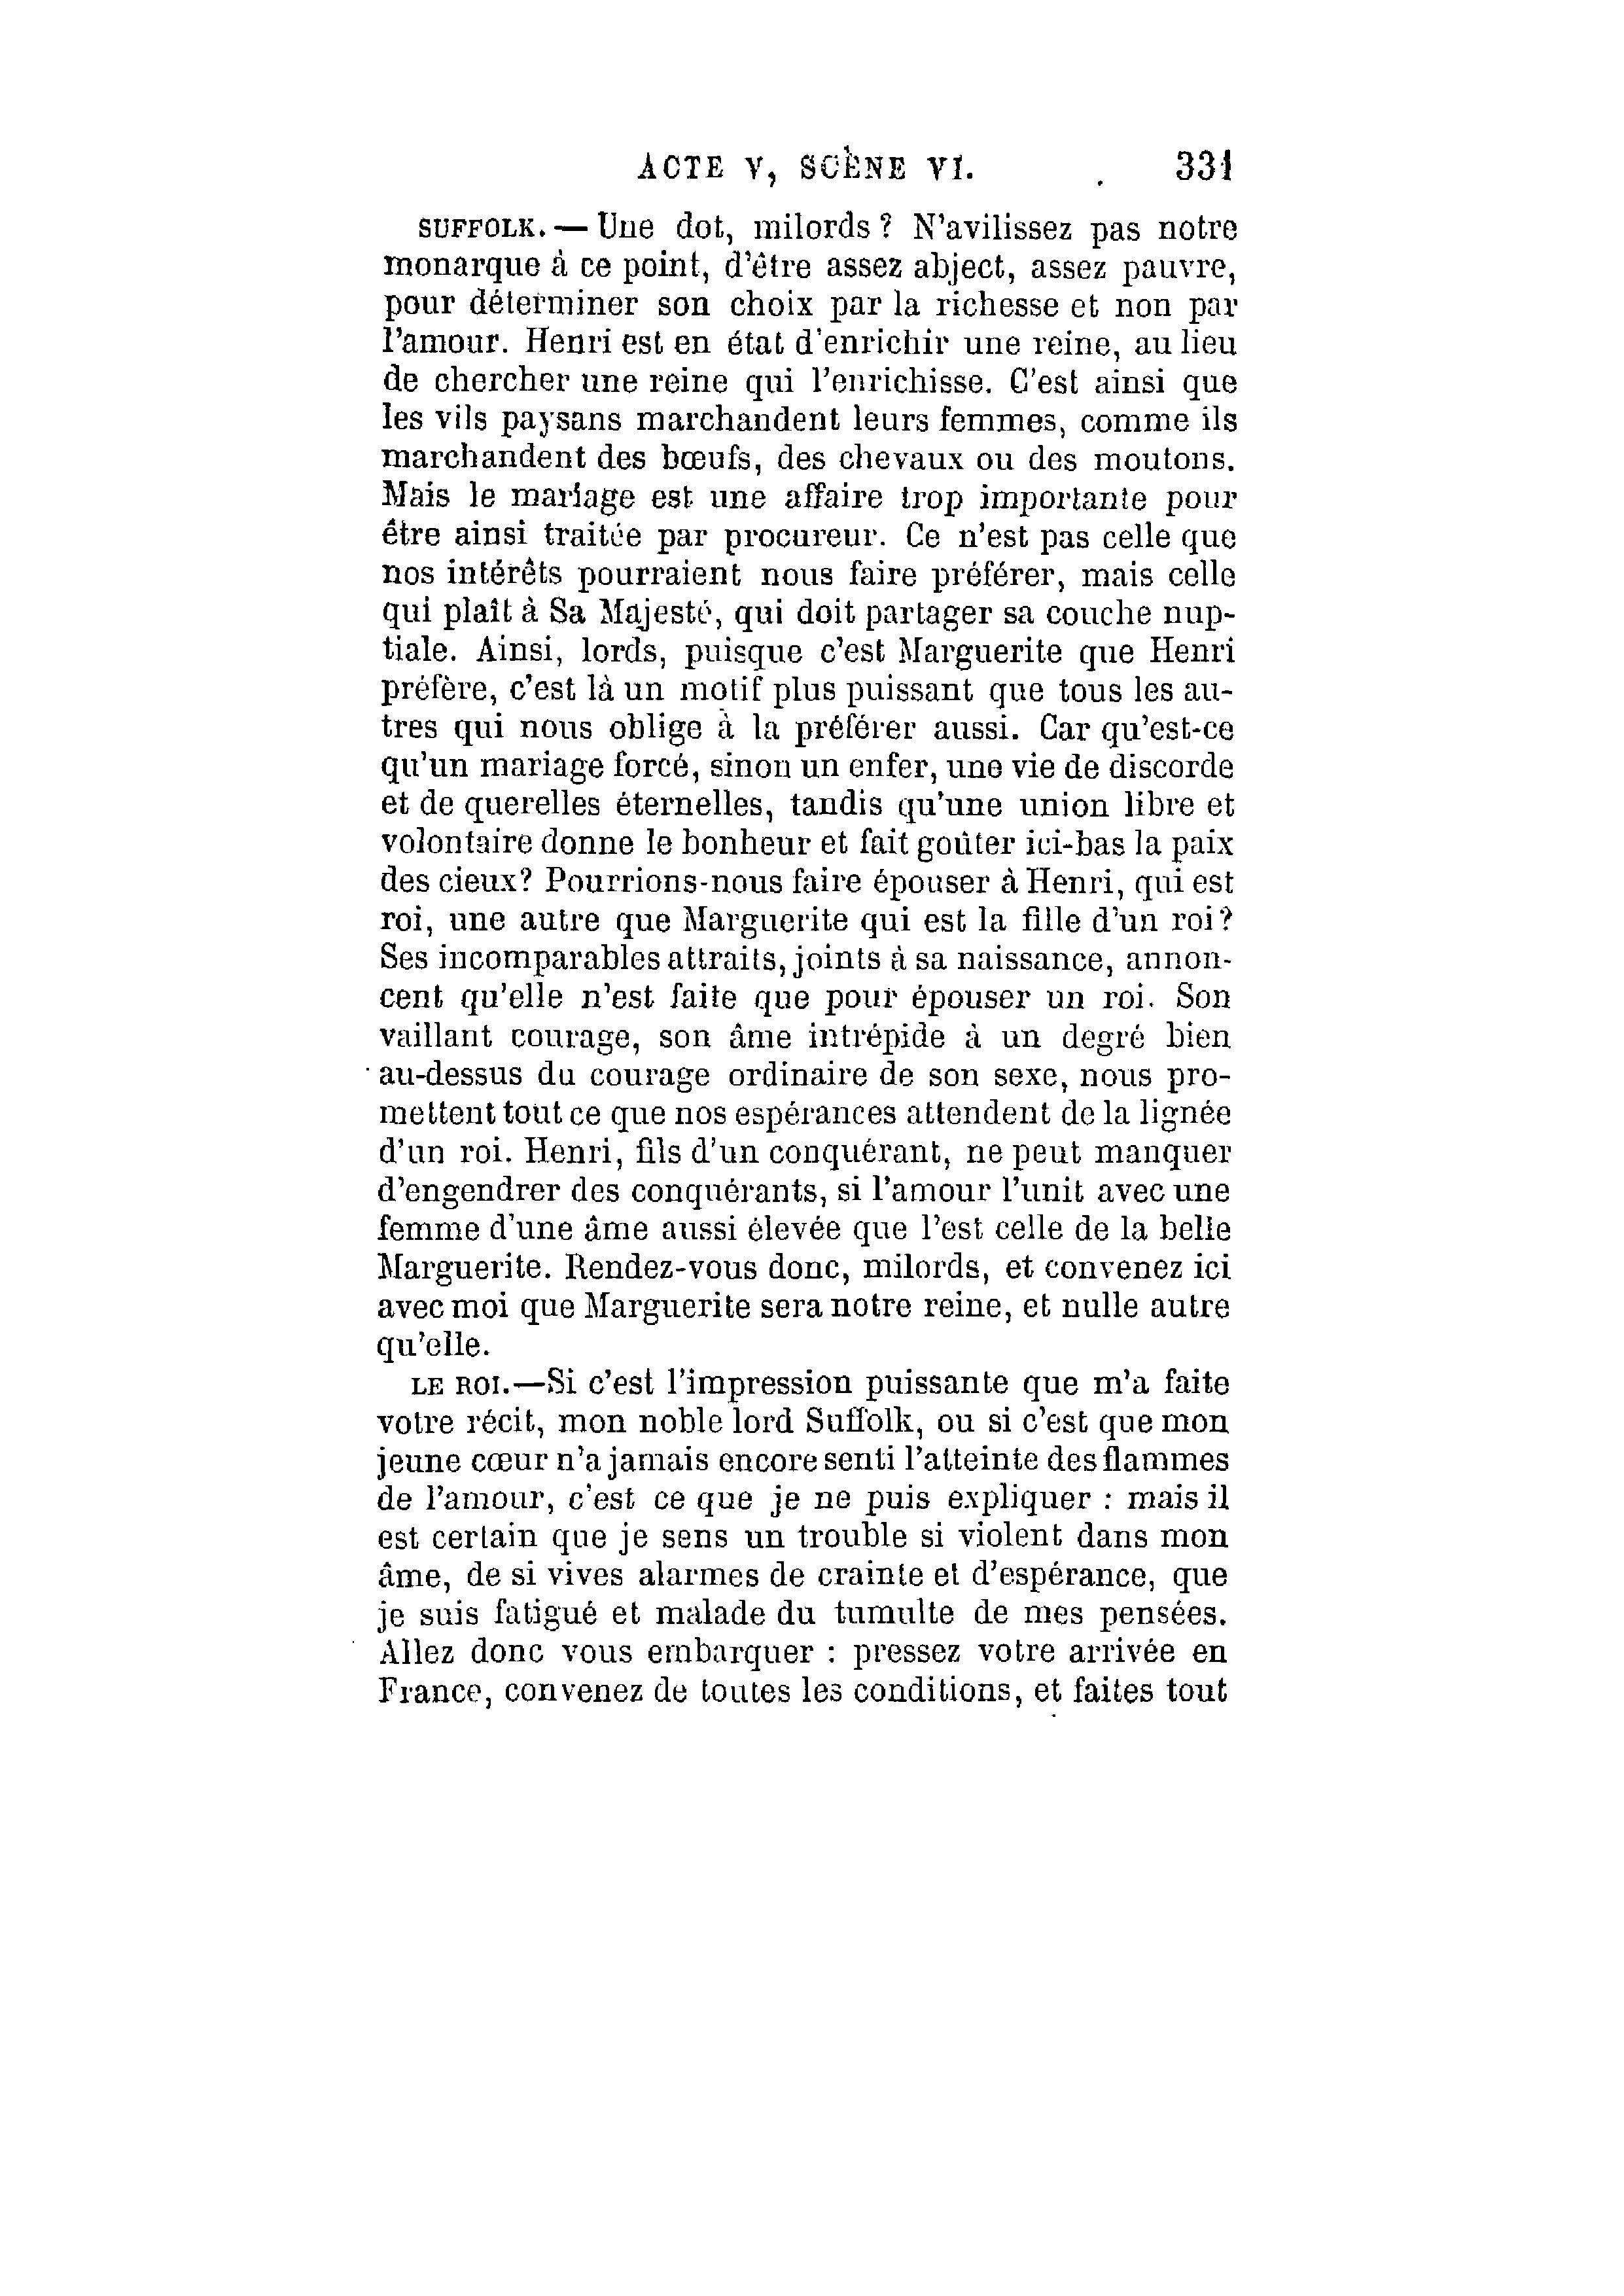 ACTE V, SCÈNE VI. 331
SUFFOLK. — Une dot, milords ? N'avilissez pas notre
monarque à ce point, d'être assez abject, assez pauvre,
pour déterminer son choix par la richesse et non par
l'amour. Henri est en état d'enrichir une reine, au lieu
de chercher une reine qui l'enrichisse. C'est ainsi que
les vils paysans marchandent leurs femmes, comme ils
marchandent des bœufs, des chevaux ou des moutons.
Mais le mariage est une affaire trop importante pour
être ainsi traitée par procureur. Ce n'est pas celle que
nos intérêts pourraient nous faire préférer, mais celle
qui plaît à Sa Majesté, qui doit partager sa couche nup-
tiale. Ainsi, lords, puisque c'est Marguerite que Henri
préfère, c'est là un motif plus puissant que tous les au-
tres qui nous oblige à la préférer aussi. Car qu'est-ce
qu'un mariage forcé, sinon un enfer, une vie de discorde
et de querelles éternelles, tandis qu'une union libre et
volontaire donne le bonheur et fait goûter ici-bas la paix
des cieux? Pourrions-nous faire épouser à Henri, qui est
roi, une autre que Marguerite qui est la fille d'un roi?
Ses incomparables attraits, joints à sa naissance, annon-
cent qu'elle n'est faite que pour épouser un roi. Son
vaillant courage, son âme intrépide à un degré bien
au-dessus du courage ordinaire de son sexe, nous pro-
mettent tout ce que nos espérances attendent de la lignée
d'un roi. Henri, fils d'un conquérant, ne peut manquer
d'engendrer des conquérants, si l'amour l'unit avec une
femme d'une âme aussi élevée que l'est celle de la belle
Marguerite. Rendez-vous donc, milords, et convenez ici
avec moi que Marguerite sera notre reine, et nulle autre
qu'elle.
LE ROI.—Si c'est l'impression puissante que m'a faite
votre récit, mon noble lord Suffolk, ou si c'est que mon
jeune cœur n'a jamais encore senti l'atteinte des flammes
de l'amour, c'est ce que je ne puis expliquer : mais il
est certain que je sens un trouble si violent dans mon
âme, de si vives alarmes de crainte et d'espérance, que
je suis fatigué et malade du tumulte de mes pensées.
Allez donc vous embarquer : pressez votre arrivée en
France, convenez de toutes les conditions, et faites tout